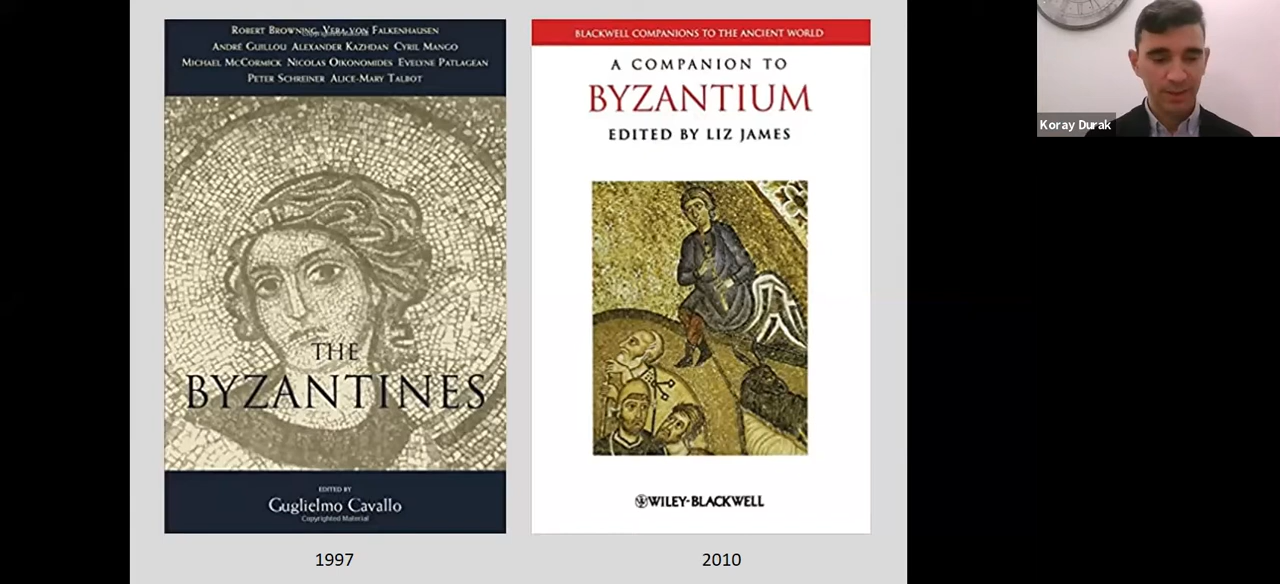 ROBERT BROWNING VERA VON FALKENHAUSEN
ANDRÉ GUILLOU ALEXANDER KAZHDAN CYRIL MANGO
MICHAEL MCCORMICK NICOLAS OIKONOMIDES EVELYNE PATLAGEAN
PETER SCHREINER ALICE-MARY TALBOT
THE
BYZANTINES
EDITED BY
Guglielmo Cavallo
Copyrighted Material
1997
BLACKWELL COMPANIONS TO THE ANCIENT WORLD
A COMPANION TO
BYZANTIUM
EDITED BY LIZ JAMES
WILEY-BLACKWELL
2010
Koray Durak